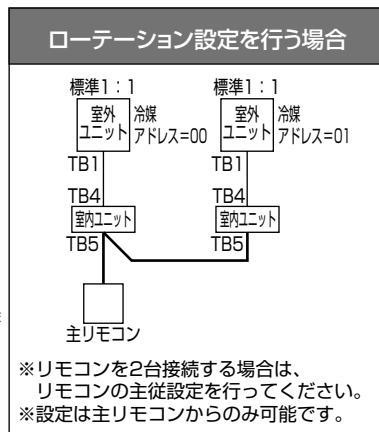 ローテーション設定を行う場合
標準1：1 標準1：1
室外ユニット 冷媒アドレス=00 室外ユニット 冷媒アドレス=01
TB1 TB1
TB4 TB4
室内ユニット 室内ユニット
TB5 TB5
主リモコン
※リモコンを2台接続する場合は、
リモコンの主従設定を行ってください。
※設定は主リモコンからのみ可能です。